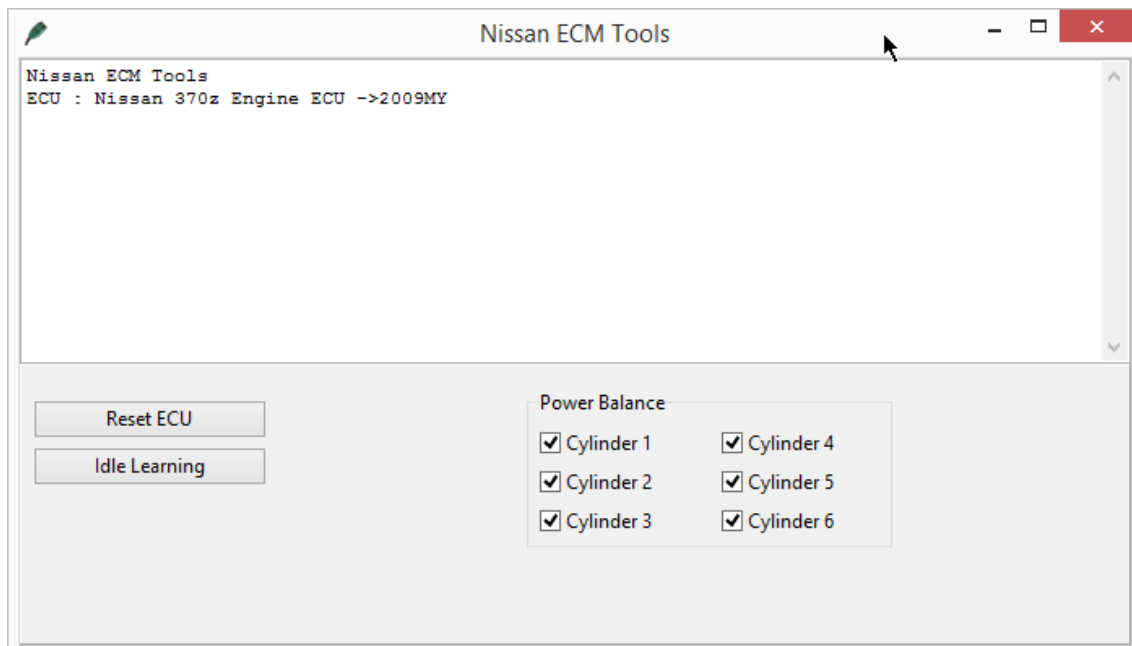 Nissan ECM Tools
Nissan ECM Tools
ECU : Nissan 370z Engine ECU ->2009MY
Reset ECU
Idle Learning
Power Balance
Cylinder 1
Cylinder 4
Cylinder 2
Cylinder 5
Cylinder 3
Cylinder 6